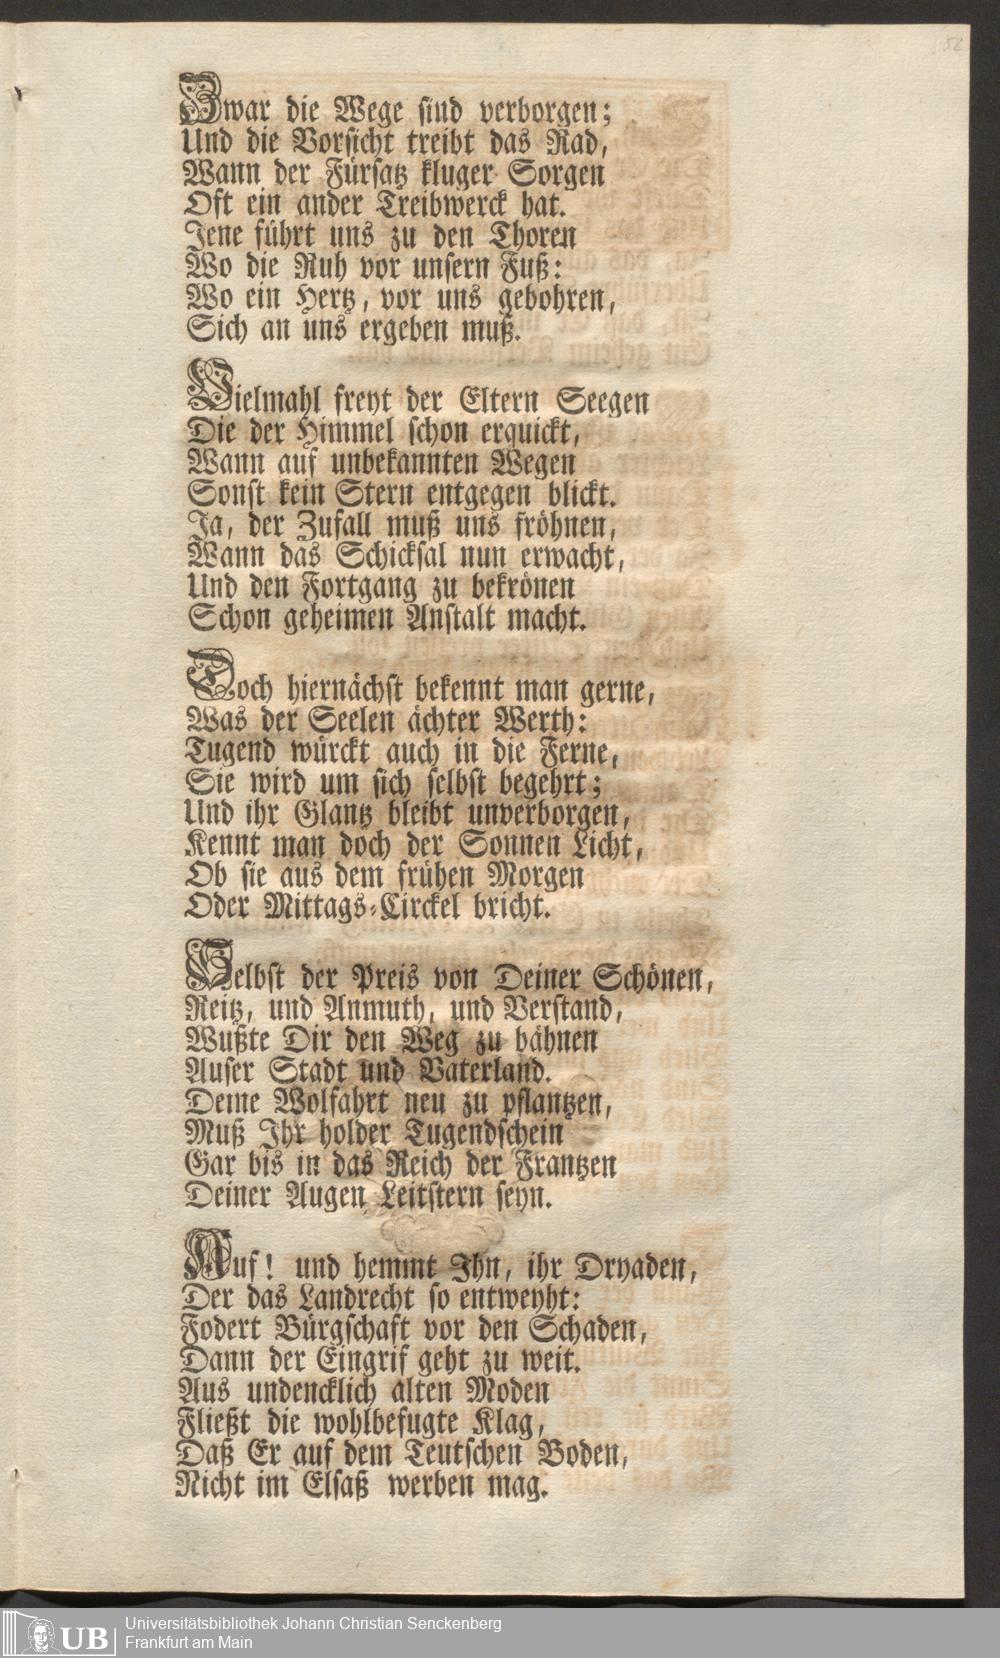 Zwar die Wege sind verborgen;
Und die Vorsicht treibt das Rad,
Wann der Fürsatz kluger Sorgen
Oft ein ander Treibwerck hat.
Jene führt uns zu den Thoren
Wo die Ruh vor unsern Fuß:
Wo ein Hertz, vor uns gebohren,
Sich an uns ergeben muß.
Vielmahl freyt der Eltern Seegen
Die der Himmel schon erquickt,
Wann auf unbekannten Wegen
Sonst kein Stern entgegen blickt.
Ja, der Zufall muß uns fröhnen,
Wann das Schicksal nun erwacht,
Und den Fortgang zu bekrönen
Schon geheimen Anstalt macht.
Doch hiernächst bekennt man gerne,
Was der Seelen ächter Werth:
Tugend würckt auch in die Ferne,
Sie wird um sich selbst begehrt;
Und ihr Glantz bleibt unverborgen,
Kennt man doch der Sonnen Licht,
Ob sie aus dem frühen Morgen
Oder Mittags-Circkel bricht.
Selbst der Preis von Deiner Schönen,
Reitz, und Anmuth, und Verstand,
Wußte Dir den Weg zu bähnen
Auser Stadt und Vaterland.
Deine Wolfahrt neu zu pflantzen,
Muß Ihr holder Tugendschein
Gar bis in das Reich der Frantzen
Deiner Augen Leitstern seyn.
Auf! und hemmt Ihn, ihr Dryaden,
Der das Landrecht so entweyht:
Fodert Bürgschaft vor den Schaden,
Dann der Eingrif geht zu weit.
Aus undencklich alten Moden
Fließt die wohlbefugte Klag,
Daß Er auf dem Teutschen Boden,
Nicht im Elsaß werben mag.
UB
Universitätsbibliothek Johann Christian Senckenberg
Frankfurt am Main